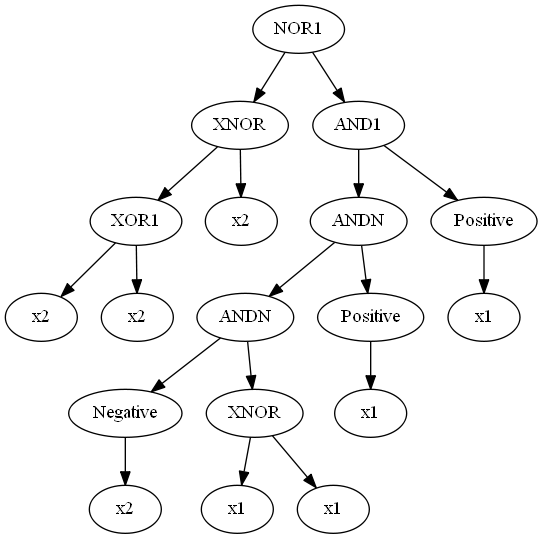 NOR1
XNOR AND1
XOR1 x2 ANDN Positive
x2 x2 ANDN Positive x1
Negative XNOR x1
x2 x1 x1